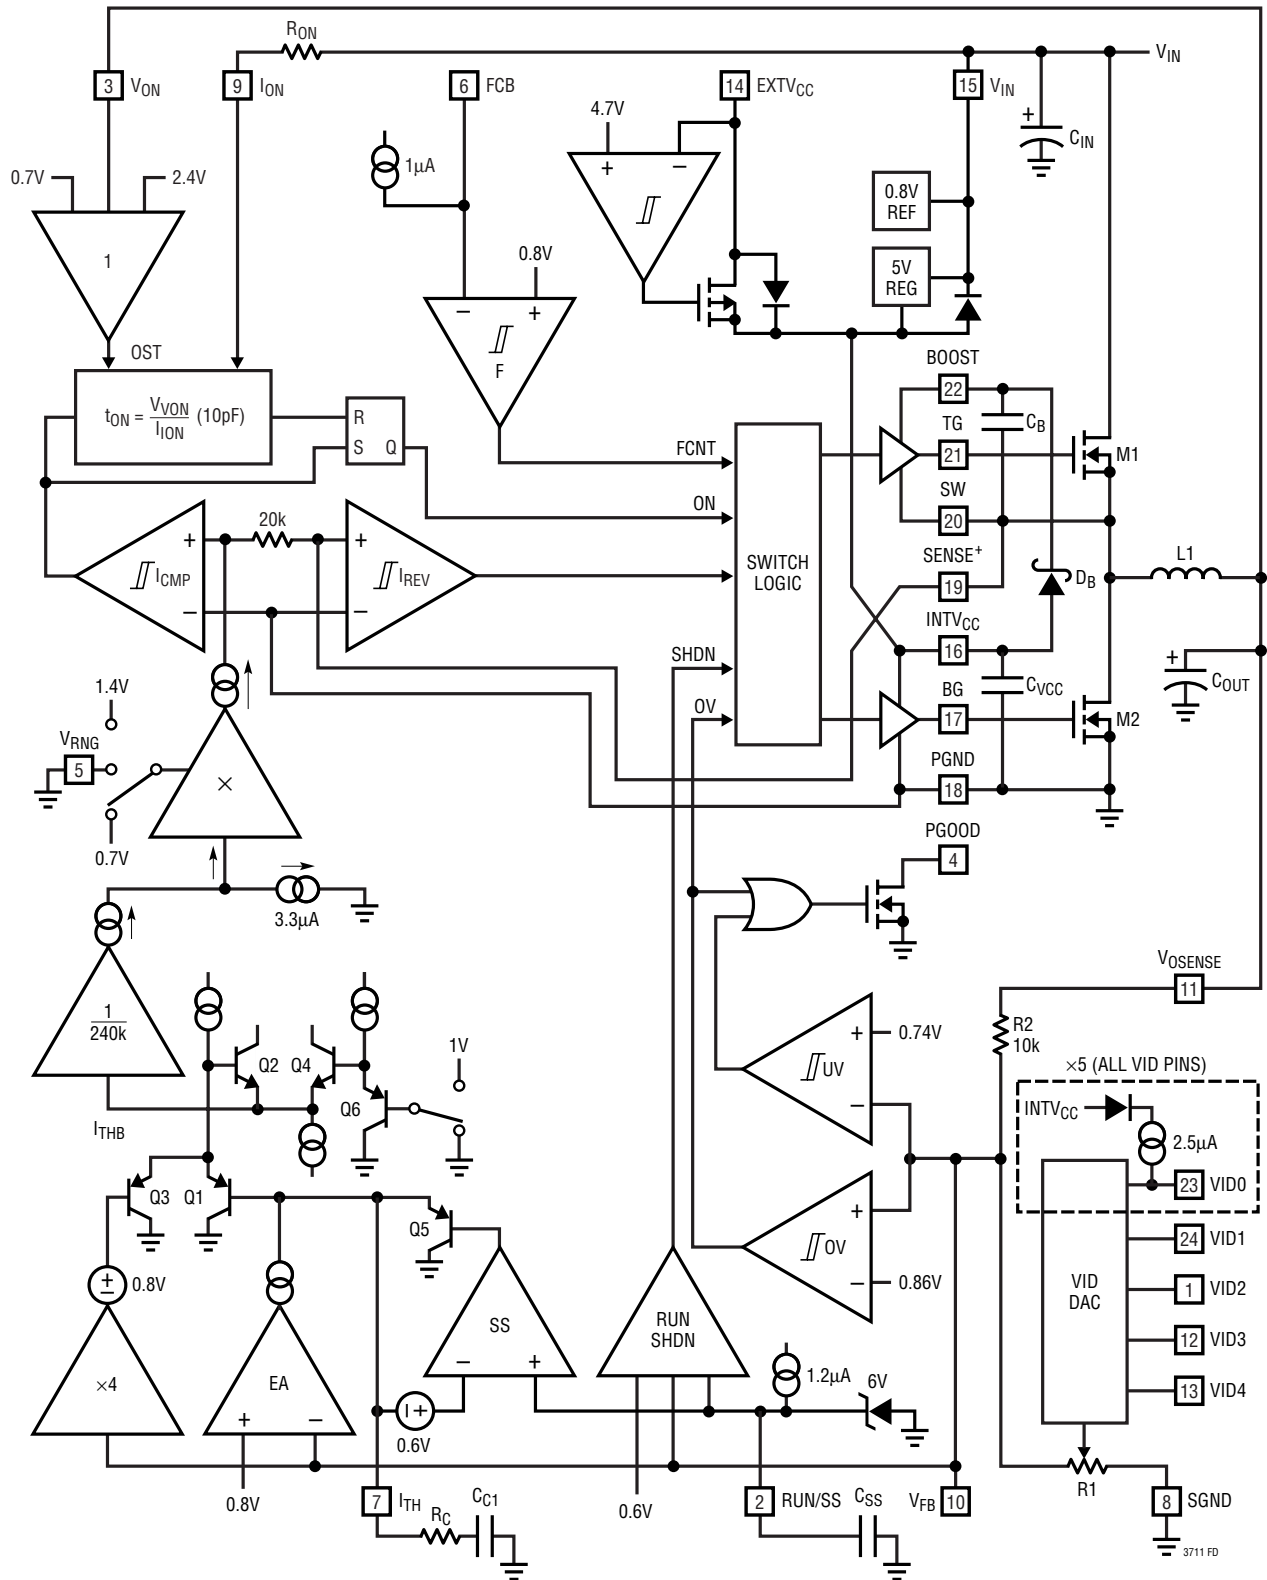 RON
VIN
3 VON
9 ION
6 FCB
14 EXTVCC
15 VIN
4.7V
+
CIN
1µA
+ −
0.7V
2.4V
0.8V
REF
1
0.8V
5V
REG
− +
F
OST
BOOST
22
tON = VVON/IION (10pF)
R
S Q
CB
TG
21
M1
FCNT
SW
20
ON
20k
SENSE+
19
L1
+ ICMP −
+ IREV −
SWITCH
LOGIC
DB
INTVCC
16
SHDN
+
COUT
1.4V
CVCC
BG
17
M2
OV
VRNG
5
×
PGND
18
0.7V
PGOOD
4
3.3µA
VOSENSE
11
1/240k
+ 0.74V
R2
10k
Q2 Q4
1V
UV
×5 (ALL VID PINS)
Q6
−
INTVCC
ITHB
2.5µA
Q3 Q1
23 VID0
+
Q5
OV
24 VID1
0.8V
+
−
− 0.86V
VID
DAC
1 VID2
SS
RUN
SHDN
12 VID3
×4
EA
− +
1.2µA
6V
13 VID4
+ −
− +
0.6V
R1
0.8V
7 ITH
CC1
0.6V
2 RUN/SS
CSS
VFB 10
8 SGND
RC
3711 FD